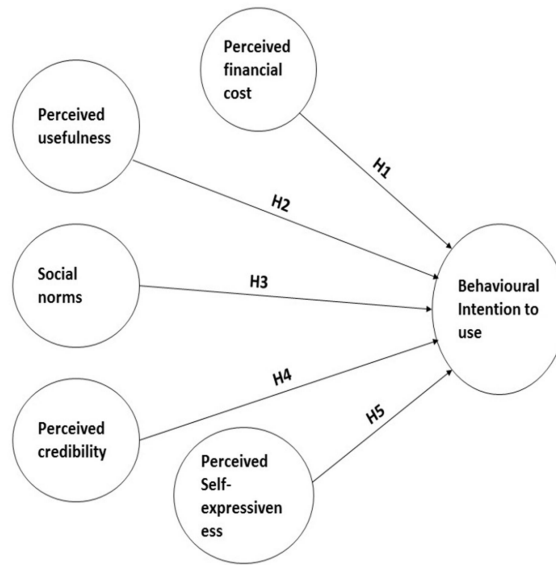 Perceived
financial
cost
H1
Perceived
usefulness
H2
Social
norms
H3
Behavioural
Intention to
use
Perceived
credibility
H4
Perceived
Self-
expressiven
ess
H5